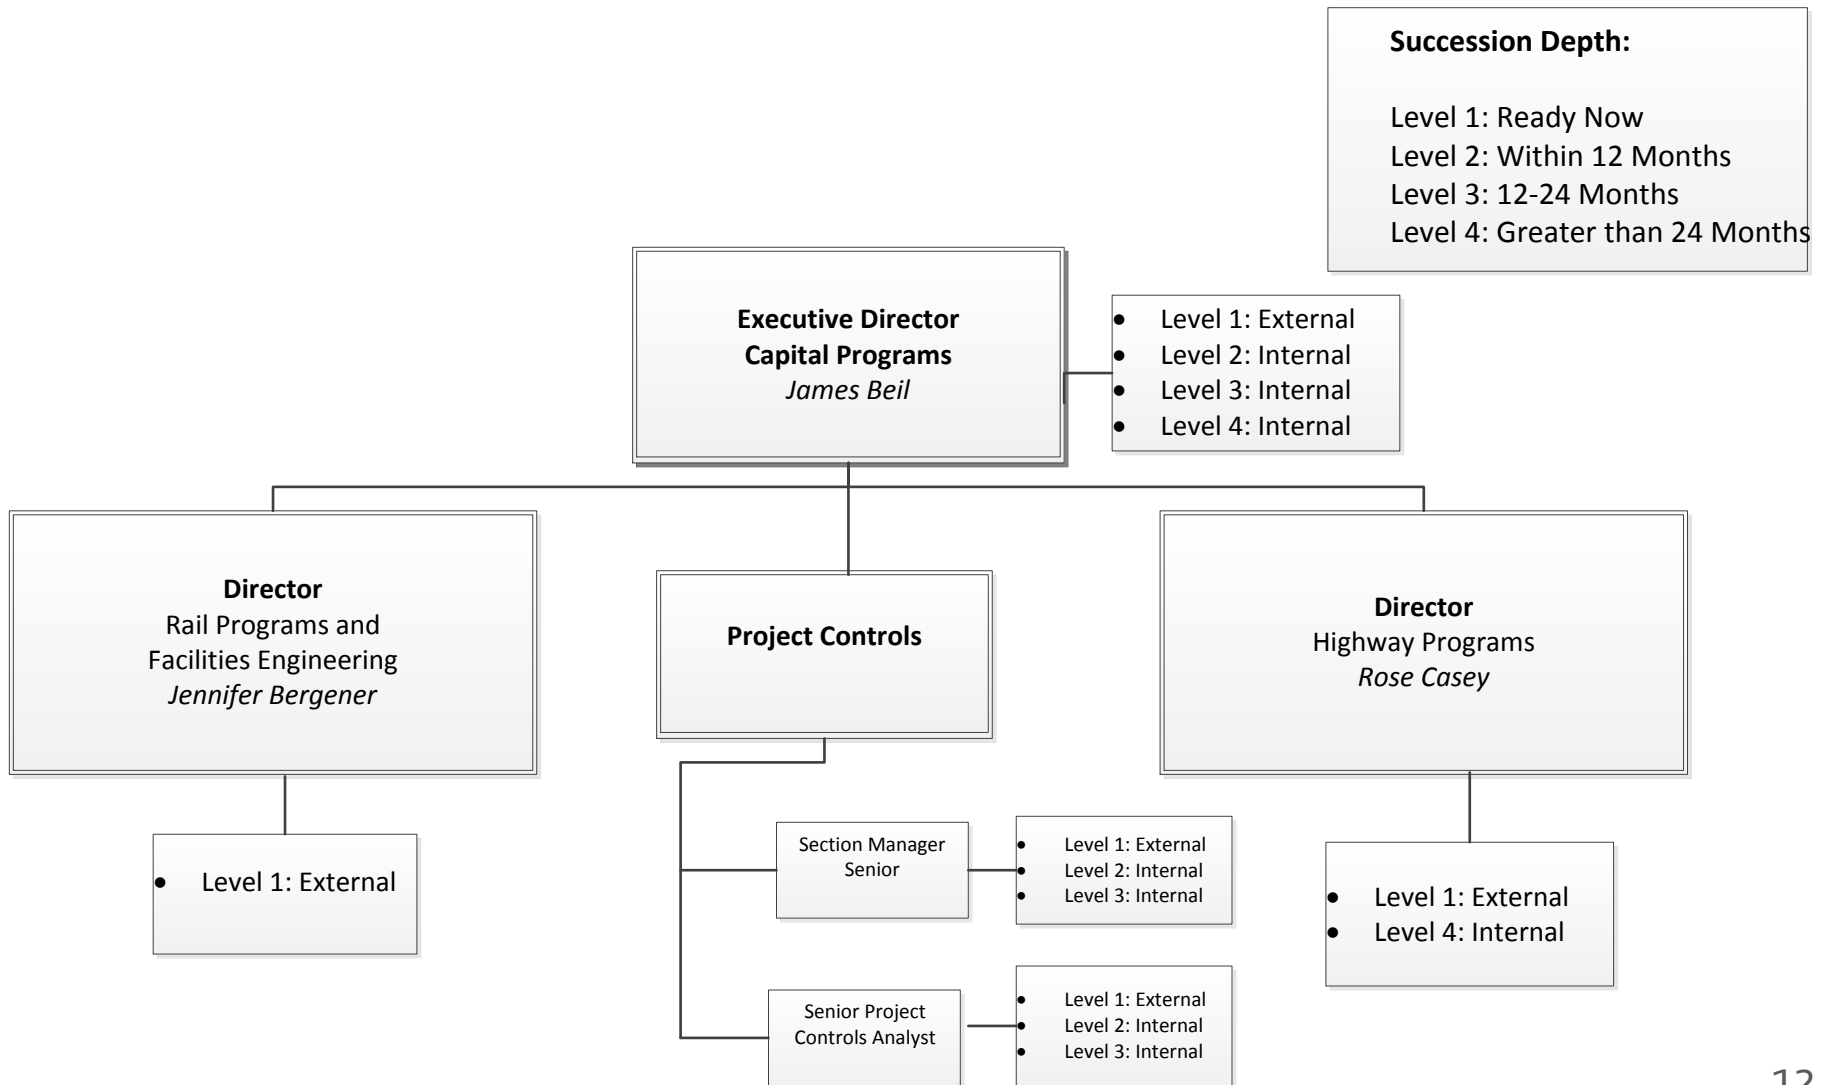 Succession Depth:
Level 1: Ready Now
Level 2: Within 12 Months
Level 3: 12-24 Months
Level 4: Greater than 24 Months
Executive Director
Capital Programs
James Beil
• Level 1: External
• Level 2: Internal
• Level 3: Internal
• Level 4: Internal
Director
Rail Programs and
Facilities Engineering
Jennifer Bergener
• Level 1: External
Project Controls
Section Manager
Senior
• Level 1: External
• Level 2: Internal
• Level 3: Internal
Senior Project
Controls Analyst
• Level 1: External
• Level 2: Internal
• Level 3: Internal
Director
Highway Programs
Rose Casey
• Level 1: External
• Level 4: Internal
12